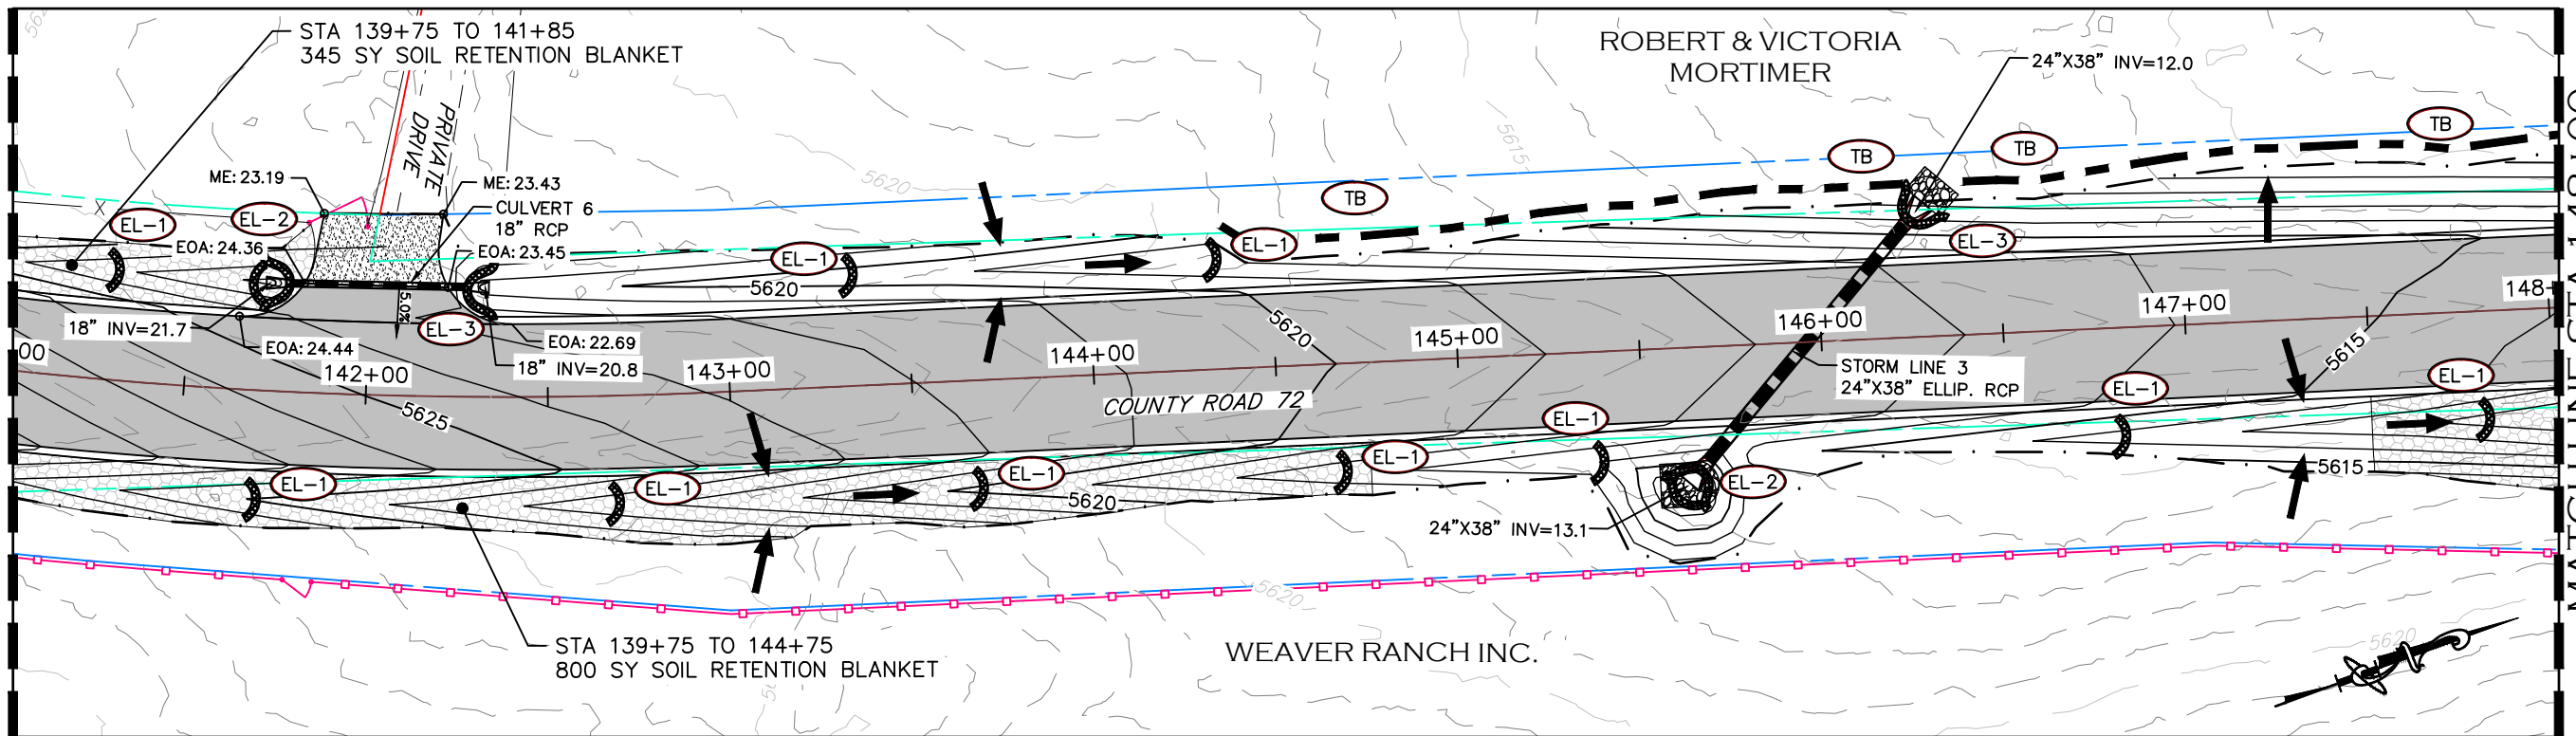 STA 139+75 TO 141+85
345 SY SOIL RETENTION BLANKET
ROBERT & VICTORIA
MORTIMER
24"X38" INV=12.0
PRIVATE
DRIVE
5615
5620
TB
TB
TB
TB
ME: 23.19
ME: 23.43
CULVERT 6
18" RCP
EL-1
EL-2
EOA: 24.36
EOA: 23.45
EL-1
EL-1
EL-3
5620
5.0%
18" INV=21.7
EL-3
EOA: 24.44
EOA: 22.69
18" INV=20.8
00
142+00
143+00
144+00
145+00
146+00
147+00
148+
5620
5615
5625
COUNTY ROAD 72
STORM LINE 3
24"X38" ELLIP. RCP
EL-1
EL-1
EL-1
EL-1
EL-1
EL-1
EL-1
EL-2
5620
5615
24"X38" INV=13.1
5620
STA 139+75 TO 144+75
800 SY SOIL RETENTION BLANKET
WEAVER RANCH INC.
5620